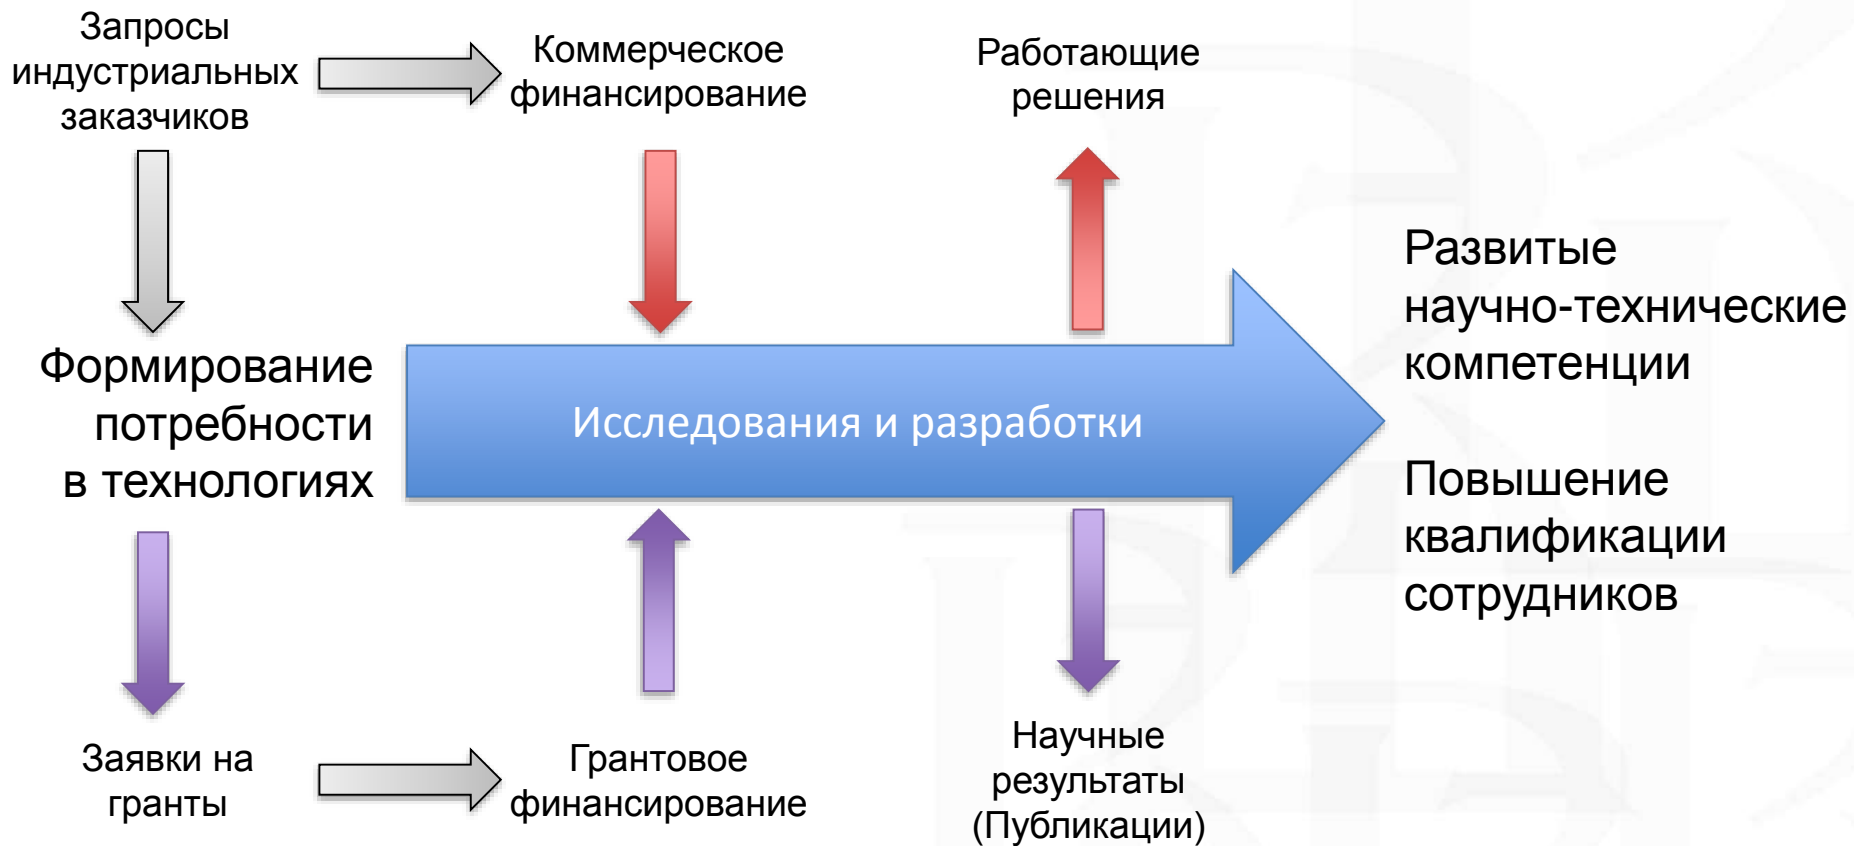 Запросы
индустриальных
заказчиков
Коммерческое
финансирование
Работающие
решения
Формирование
потребности
в технологиях
Исследования и разработки
Развитые
научно-технические
компетенции
Повышение
квалификации
сотрудников
Заявки на
гранты
Грантовое
финансирование
Научные
результаты
(Публикации)